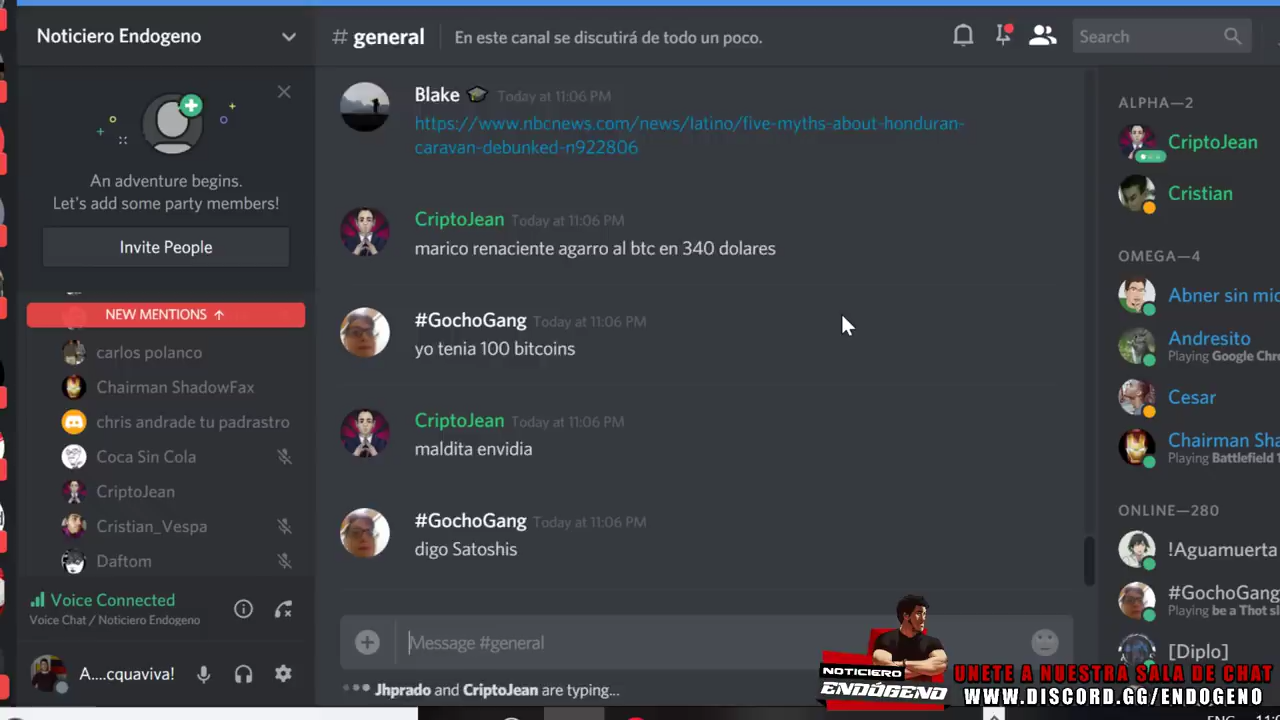 Noticiero Endogeno
# general
En este canal se discutirá de todo un poco.
Search
An adventure begins.
Let's add some party members!
Invite People
NEW MENTIONS ↑
carlos polanco
Chairman ShadowFax
chris andrade tu padrastro
Coca Sin Cola
CriptoJean
Cristian_Vespa
Daftom
Voice Connected
Voice Chat / Noticiero Endogeno
A....cquaviva!
Blake 🎓 Today at 11:06 PM
https://www.nbcnews.com/news/latino/five-myths-about-honduran-
caravan-debunked-n922806
CriptoJean Today at 11:06 PM
marico renaciente agarro al btc en 340 dolares
#GochoGang Today at 11:06 PM
yo tenia 100 bitcoins
CriptoJean Today at 11:06 PM
maldita envidia
#GochoGang Today at 11:06 PM
digo Satoshis
Message #general
Jhprado and CriptoJean are typing...
ALPHA—2
CriptoJean
Cristian
OMEGA—4
Abner sin mic
Andresito
Playing Google Chro
Cesar
Chairman Sha
Playing Battlefield 1
ONLINE—280
!Aguamuerta
#GochoGang
Playing be a Thot sl
[Diplo]
NOTICIERO
ENDÓGENO
UNETE A NUESTRA SALA DE CHAT
WWW.DISCORD.GG/ENDOGENO
ENG